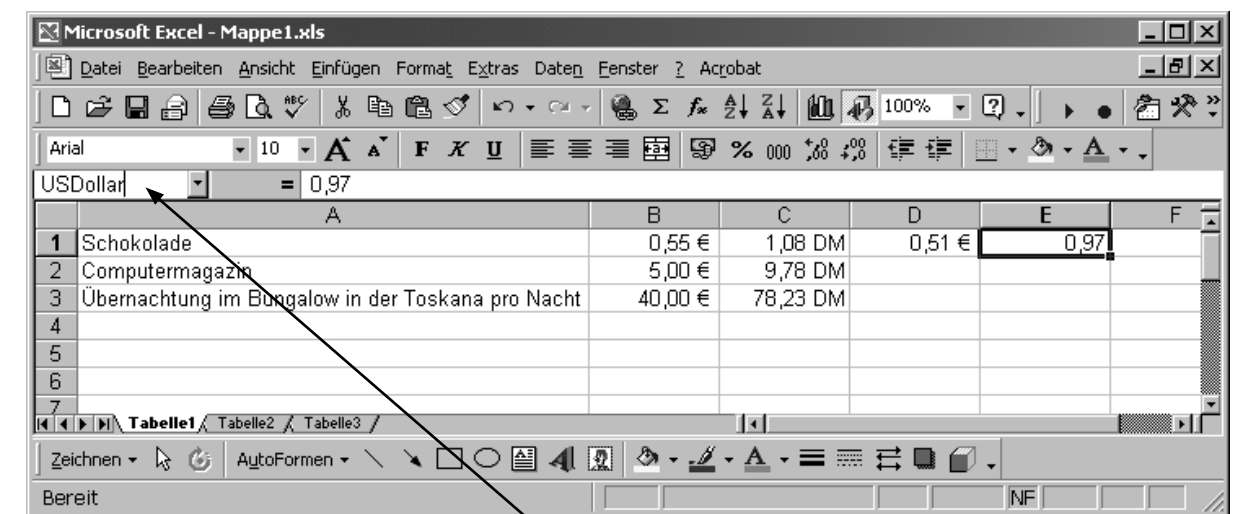 Microsoft Excel - Mappe1.xls
Datei Bearbeiten Ansicht Einfügen Format Extras Daten Fenster ? Acrobat
ABC Σ fx A Z Z A 100% ?
Arial 10 A A F K U % 000 ,00 A
USDollar = 0,97
A B C D E F
1 Schokolade 0,55 € 1,08 DM 0,51 € 0,97
2 Computermagazin 5,00 € 9,78 DM
3 Übernachtung im Bungalow in der Toskana pro Nacht 40,00 € 78,23 DM
4
5
6
7
Tabelle1 Tabelle2 Tabelle3
Zeichnen AutoFormen A A
Bereit NF